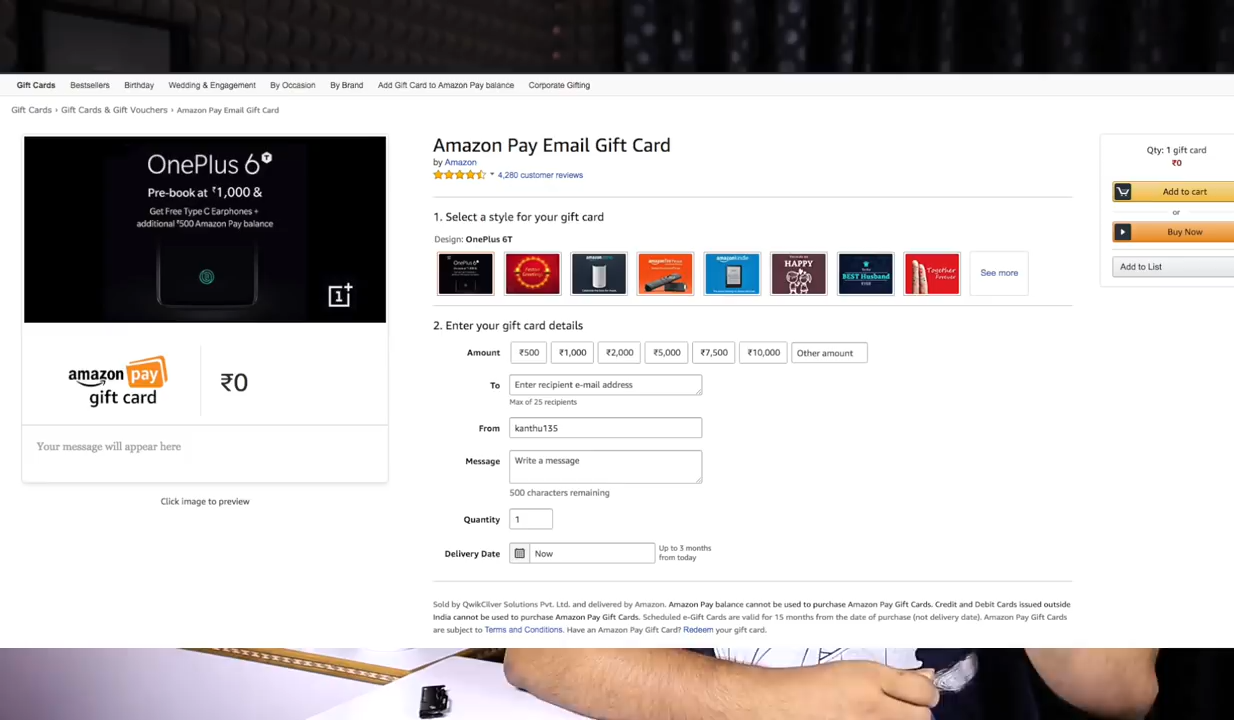 Gift Cards Bestsellers Birthday Wedding & Engagement By Occasion By Brand Add Gift Card to Amazon Pay balance Corporate Gifting
Gift Cards › Gift Cards & Gift Vouchers › Amazon Pay Email Gift Card
OnePlus 6T
Pre-book at ₹1,000 &
Get Free Type C Earphones +
additional ₹500 Amazon Pay balance
1+
amazon pay
gift card
₹0
Your message will appear here
Click image to preview
Amazon Pay Email Gift Card
by Amazon
4,280 customer reviews
1. Select a style for your gift card
Design: OnePlus 6T
OnePlus 6T
HAPPY
BEST Husband
Together
Forever
See more
2. Enter your gift card details
Amount ₹500 ₹1,000 ₹2,000 ₹5,000 ₹7,500 ₹10,000 Other amount
To Enter recipient e-mail address
Max of 25 recipients
From kanthu135
Message Write a message
500 characters remaining
Quantity 1
Delivery Date Now Up to 3 months
from today
Sold by QwikCilver Solutions Pvt. Ltd. and delivered by Amazon. Amazon Pay balance cannot be used to purchase Amazon Pay Gift Cards. Credit and Debit Cards issued outside
India cannot be used to purchase Amazon Pay Gift Cards. Scheduled e-Gift Cards are valid for 15 months from the date of purchase (not delivery date). Amazon Pay Gift Cards
are subject to Terms and Conditions. Have an Amazon Pay Gift Card? Redeem your gift card.
Qty: 1 gift card
₹0
Add to cart
or
Buy Now
Add to List